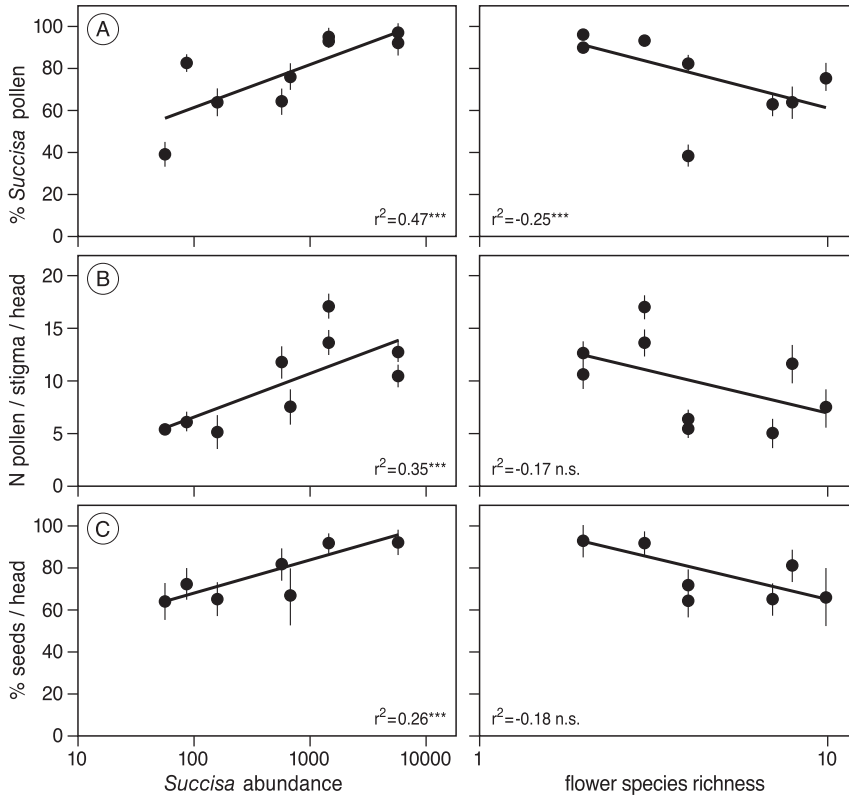 A
100
80
60
40
20
0
% Succisa pollen
r²=0.47***
r²=-0.25***
B
20
15
10
5
0
N pollen / stigma / head
r²=0.35***
r²=-0.17 n.s.
C
100
80
60
40
20
0
% seeds / head
r²=0.26***
r²=-0.18 n.s.
10 100 1000 10000
Succisa abundance
1 10
flower species richness